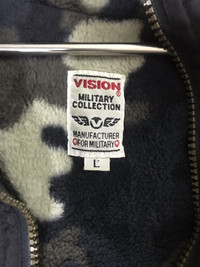 VISION®
MILITARY
COLLECTION
V
MANUFACTURER
FOR MILITARY
L